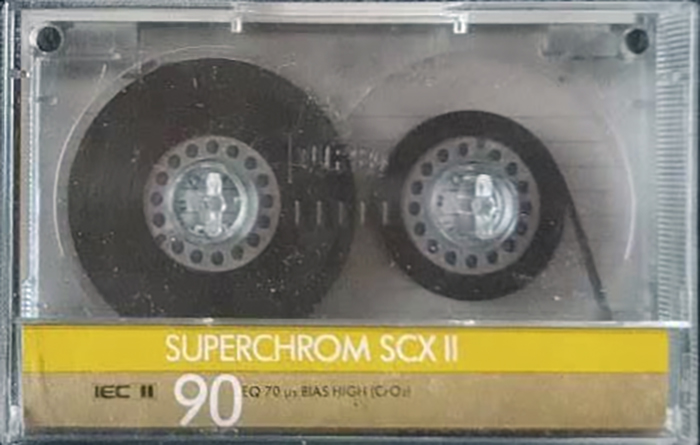 SUPERCHROM SCX II
IEC II 90 EQ 70 µs BIAS HIGH (CrO₂)